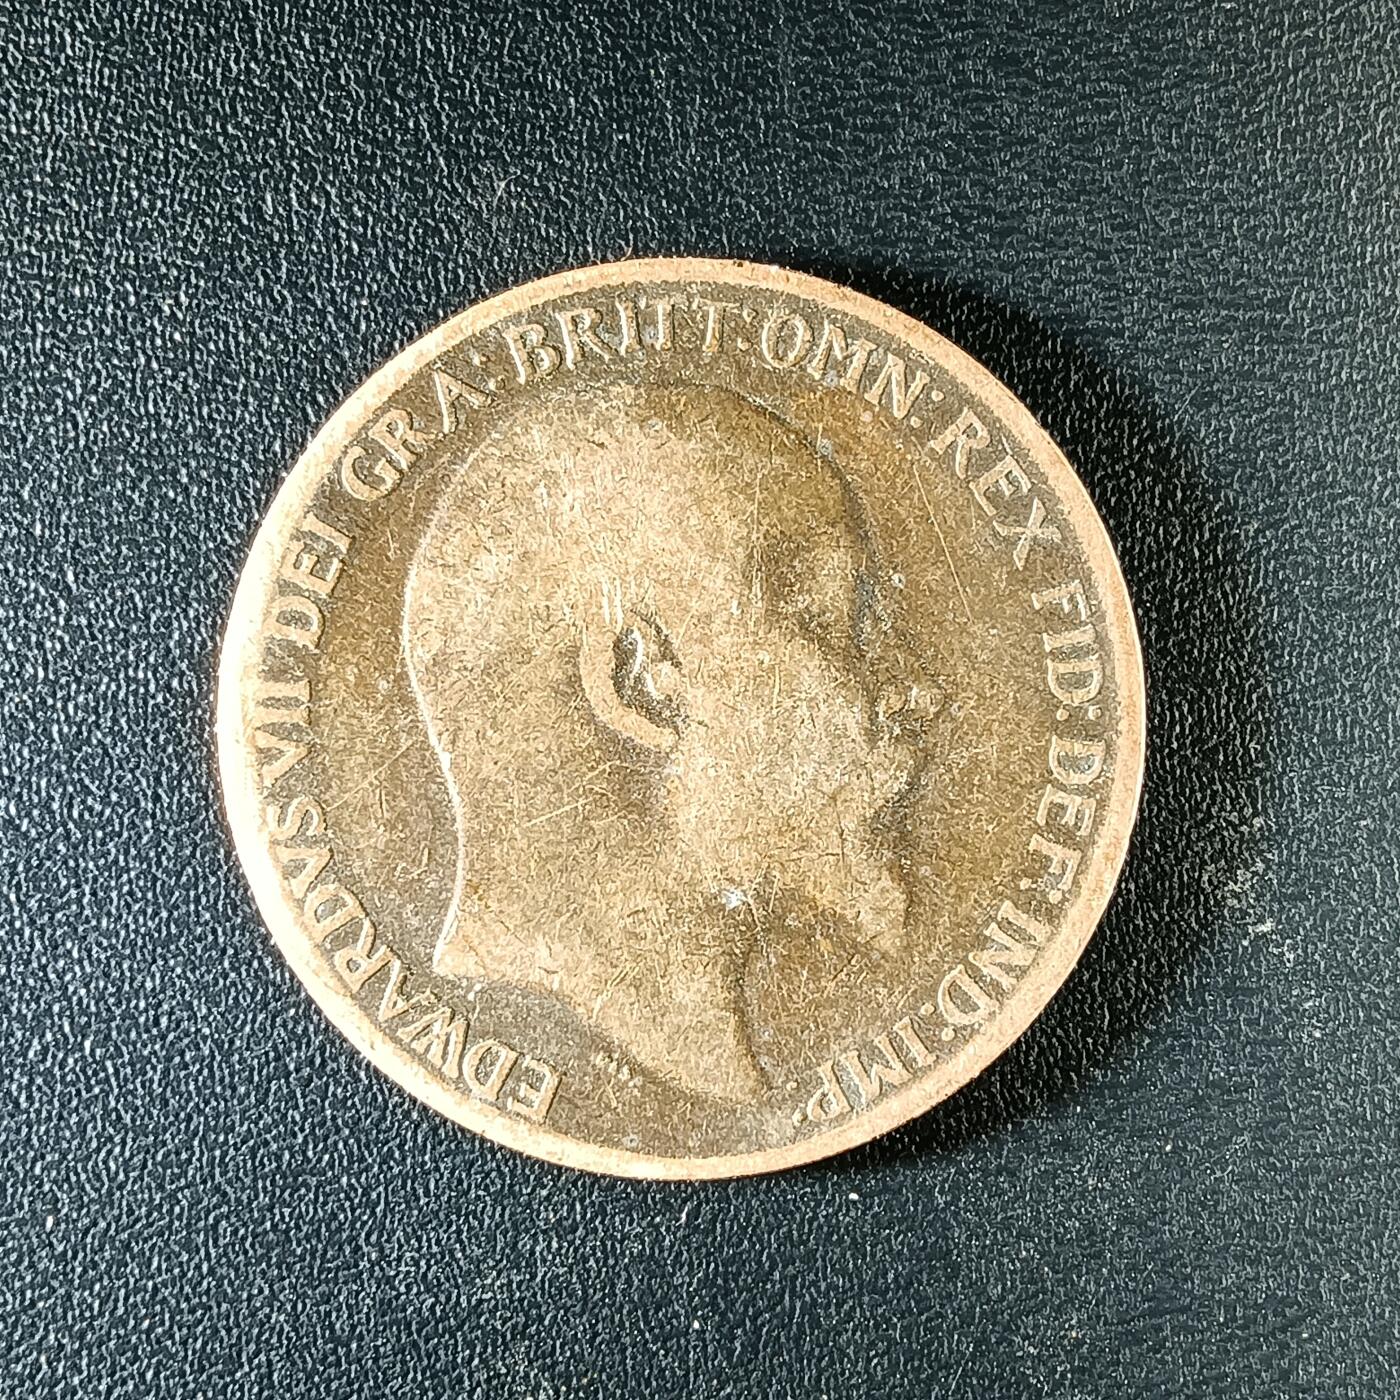 EDWARDVS VII DEI GRA: BRITT: OMN: REX FID: DEF: IND: IMP: